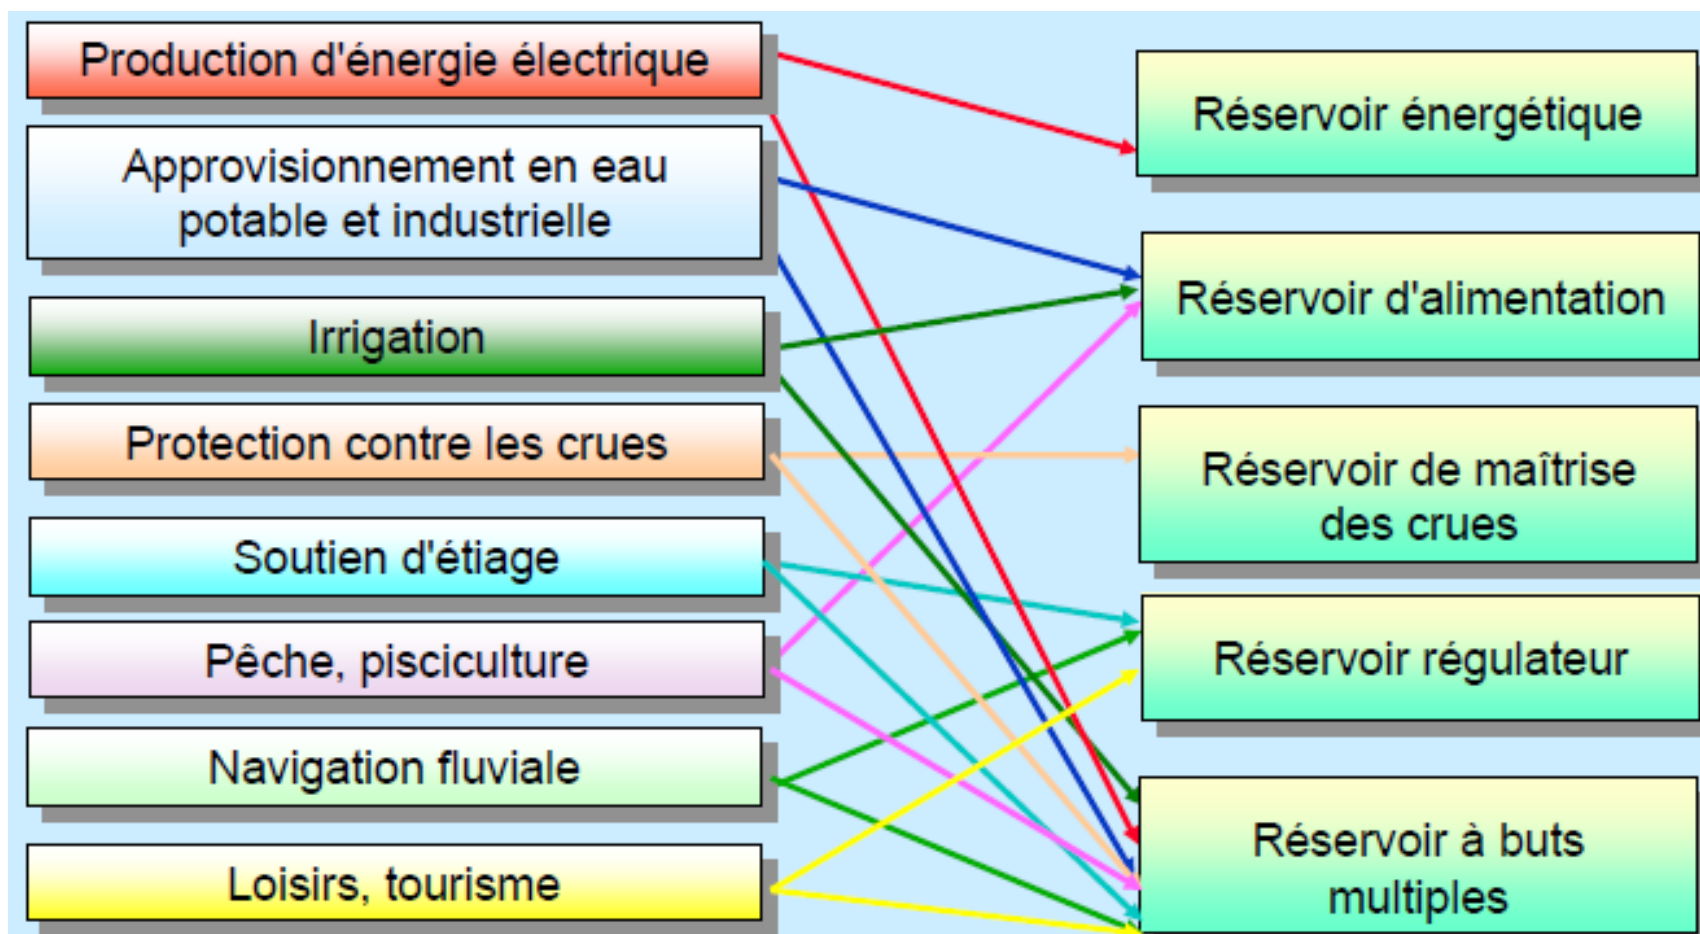 Production d'énergie électrique
Approvisionnement en eau
potable et industrielle
Irrigation
Protection contre les crues
Soutien d'étiage
Pêche, pisciculture
Navigation fluviale
Loisirs, tourisme
Réservoir énergétique
Réservoir d'alimentation
Réservoir de maîtrise
des crues
Réservoir régulateur
Réservoir à buts
multiples